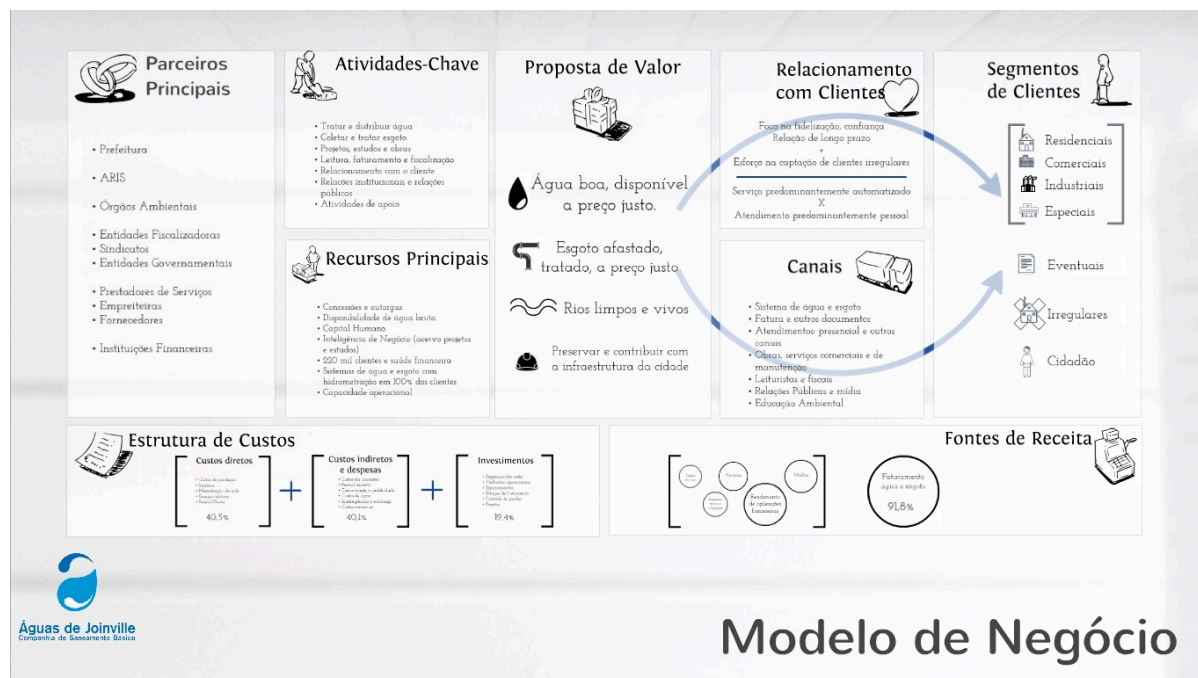 Parceiros
Principais
• Prefeitura
• ARIS
• Órgãos Ambientais
• Entidades Fiscalizadoras
• Sindicatos
• Entidades Governamentais
• Prestadores de Serviços
• Empreiteiras
• Fornecedores
• Instituições Financeiras
Atividades-Chave
• Tratar e distribuir água
• Coletar e tratar esgoto
• Projetos, estudos e obras
• Leitura, faturamento e fiscalização
• Relacionamento com o cliente
• Relações institucionais e relações
públicas
• Atividades de apoio
Recursos Principais
• Concessões e outorgas
• Disponibilidade de água bruta
• Capital Humano
• Inteligência de Negócio (acervo projetos
e estudos)
• 220 mil clientes e saúde financeira
• Sistemas de água e esgoto com
hidrometração em 100% dos clientes
• Capacidade operacional
Proposta de Valor
Água boa, disponível
a preço justo.
Esgoto afastado,
tratado, a preço justo
Rios limpos e vivos
Preservar e contribuir com
a infraestrutura da cidade
Relacionamento
com Clientes
Foco na fidelização, confiança
Relação de longo prazo
+
Esforço na captação de clientes irregulares
Serviço predominantemente automatizado
X
Atendimento predominantemente pessoal
Canais
• Sistema de água e esgoto
• Fatura e outros documentos
• Atendimentos: presencial e outros
canais
• Obras, serviços comerciais e de
manutenção
• Leituristas e fiscais
• Relações Públicas e mídia
• Educação Ambiental
Segmentos
de Clientes
Residenciais
Comerciais
Industriais
Especiais
Eventuais
Irregulares
Cidadão
Estrutura de Custos
Custos diretos
40,5%
+
Custos indiretos
e despesas
40,1%
+
Investimentos
19,4%
Fontes de Receita
Multas
Rendimento
de aplicações
financeiras
Faturamento
água e esgoto
91,8%
Águas de Joinville
Companhia de Saneamento Básico
Modelo de Negócio